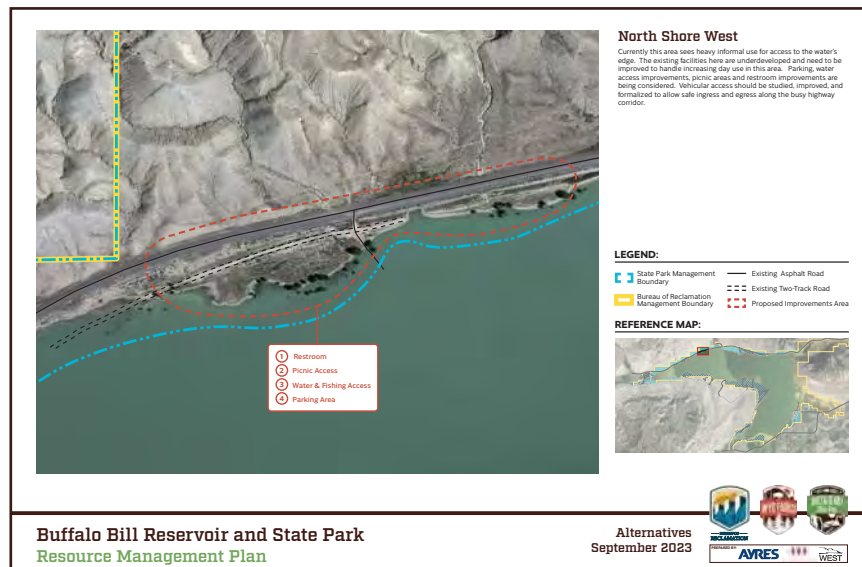 North Shore West
Currently this area sees heavy informal use for access to the water's
edge. The existing facilities here are underdeveloped and need to be
improved to handle increasing day use in this area. Parking, water
access improvements, picnic areas and restroom improvements are
being considered. Vehicular access should be studied, improved, and
formalized to allow safe ingress and egress along the busy highway
corridor.
1 Restroom
2 Picnic Access
3 Water & Fishing Access
4 Parking Area
LEGEND:
State Park Management
Boundary
Bureau of Reclamation
Management Boundary
Existing Asphalt Road
Existing Two-Track Road
Proposed Improvements Area
REFERENCE MAP:
Buffalo Bill Reservoir and State Park
Resource Management Plan
Alternatives
September 2023
RECLAMATION
PREPARED BY:
AYRES
WEST